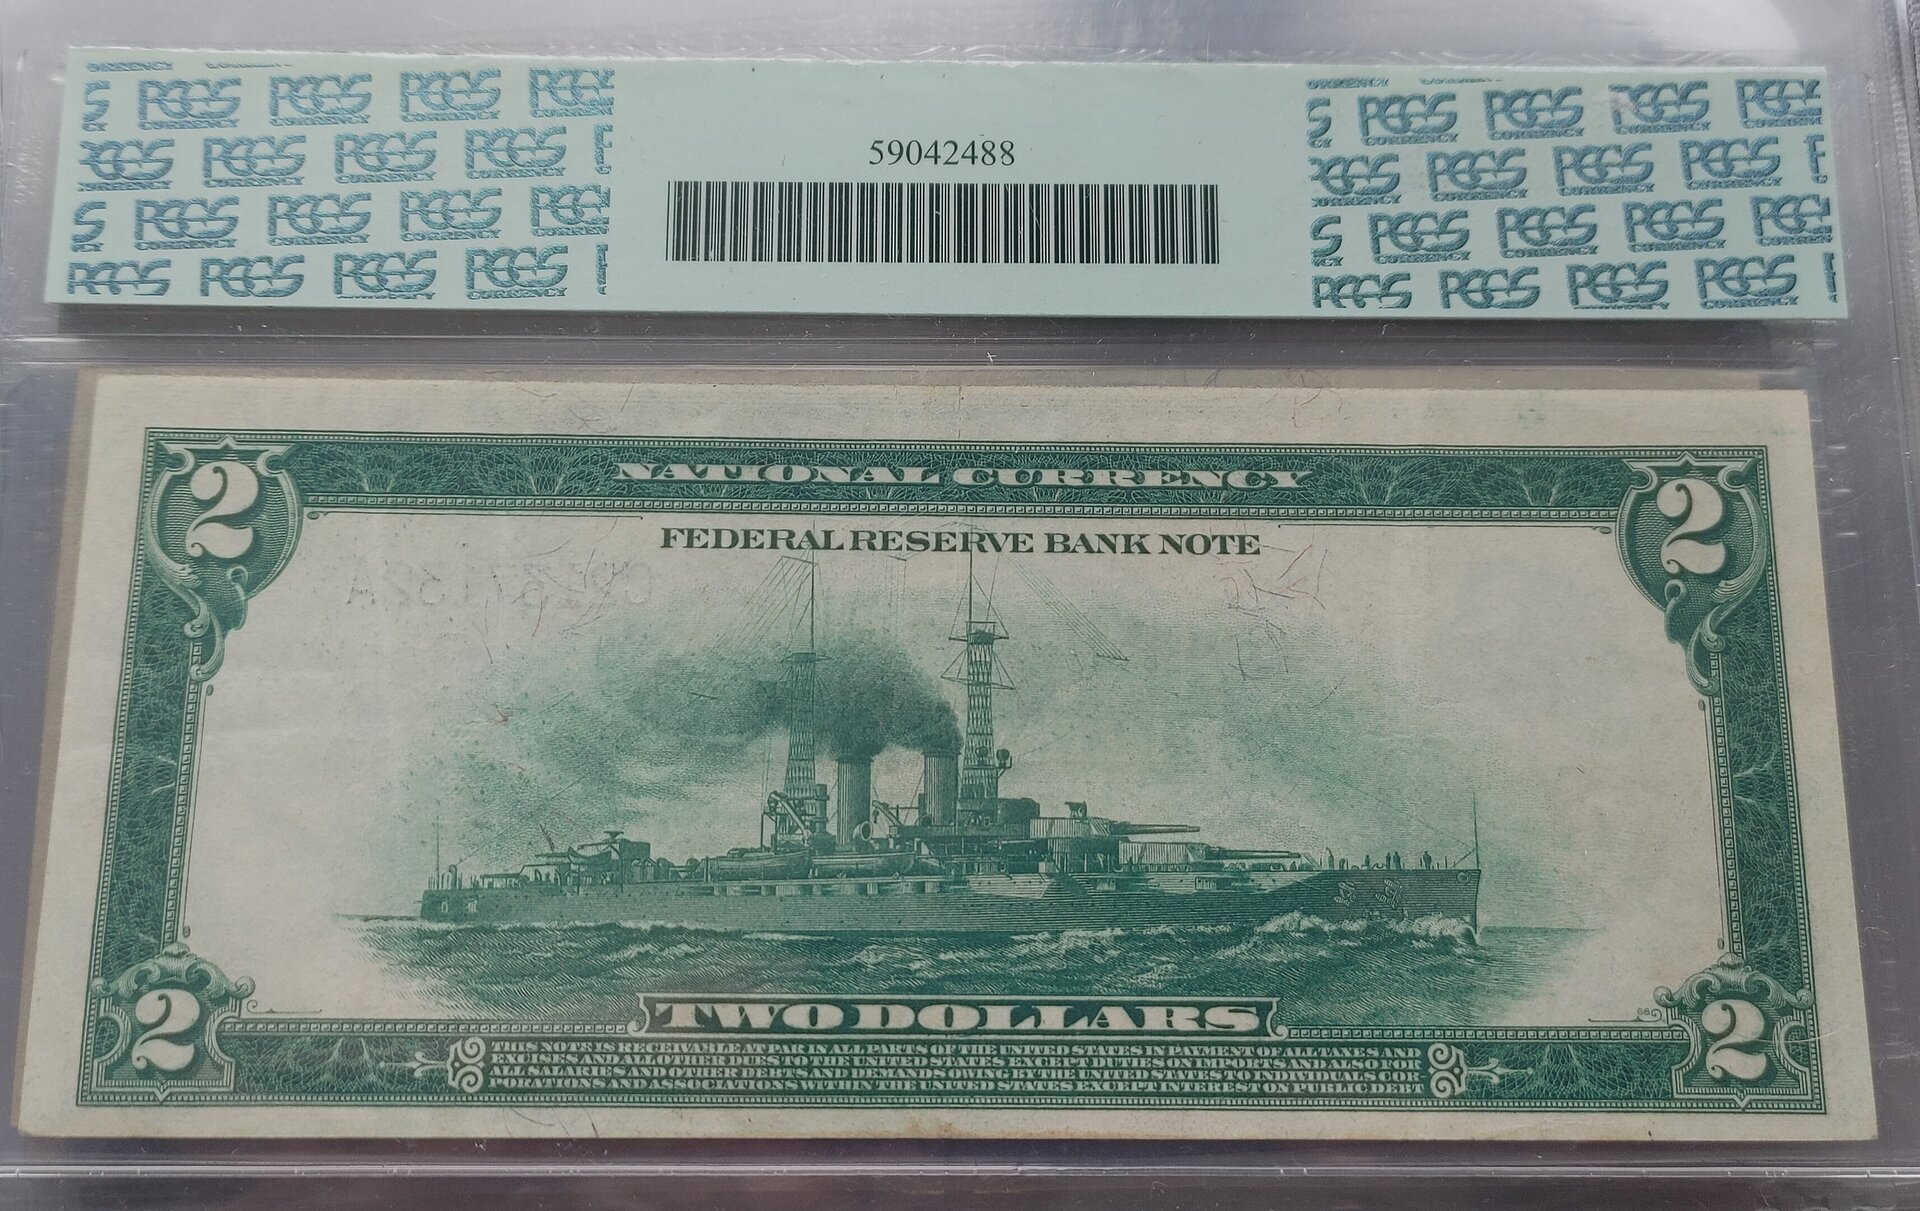 PCGS CURRENCY
59042488
2 NATIONAL CURRENCY 2
FEDERAL RESERVE BANK NOTE
2 TWO DOLLARS 2
THIS NOTE IS RECEIVABLE AT PAR IN ALL PARTS OF THE UNITED STATES IN PAYMENT OF ALL TAXES AND
EXCISES AND ALL OTHER DUES TO THE UNITED STATES EXCEPT DUTIES ON IMPORTS AND ALSO FOR
ALL SALARIES AND OTHER DEBTS AND DEMANDS OWING BY THE UNITED STATES TO INDIVIDUALS, COR
PORATIONS AND ASSOCIATIONS WITHIN THE UNITED STATES EXCEPT INTEREST ON PUBLIC DEBT